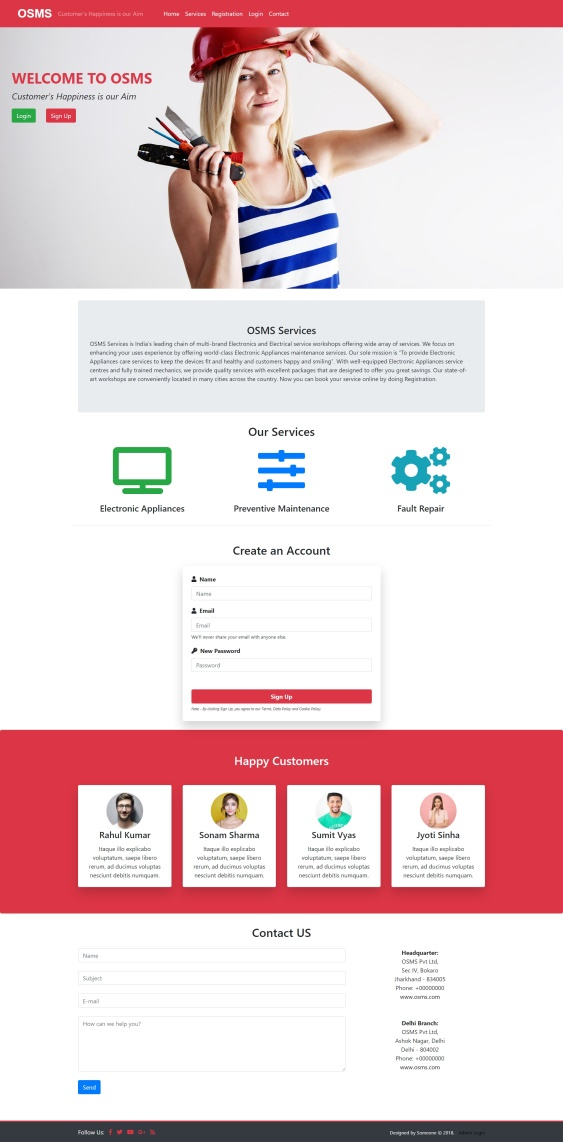 OSMS Customer's Happiness is our Aim Home Services Registration Login Contact
WELCOME TO OSMS
Customer's Happiness is our Aim
Login Sign Up
OSMS Services
OSMS Services is India's leading chain of multi-brand Electronics and Electrical service workshops offering wide array of services. We focus on
enhancing your uses experience by offering world-class Electronic Appliances maintenance services. Our sole mission is "To provide Electronic
Appliances care services to keep the devices fit and healthy and customers happy and smiling". With well-equipped Electronic Appliances service
centres and fully trained mechanics, we provide quality services with excellent packages that are designed to offer you great savings. Our state-of-
art workshops are conveniently located in many cities across the country. Now you can book your service online by doing Registration.
Our Services
Electronic Appliances Preventive Maintenance Fault Repair
Create an Account
Name
Name
Email
Email
We'll never share your email with anyone else.
New Password
Password
Sign Up
Note - By clicking Sign Up, you agree to our Terms, Data Policy and Cookie Policy.
Happy Customers
Rahul Kumar
Itaque illo explicabo
voluptatum, saepe libero
rerum, ad ducimus voluptas
nesciunt debitis numquam.
Sonam Sharma
Itaque illo explicabo
voluptatum, saepe libero
rerum, ad ducimus voluptas
nesciunt debitis numquam.
Sumit Vyas
Itaque illo explicabo
voluptatum, saepe libero
rerum, ad ducimus voluptas
nesciunt debitis numquam.
Jyoti Sinha
Itaque illo explicabo
voluptatum, saepe libero
rerum, ad ducimus voluptas
nesciunt debitis numquam.
Contact US
Name
Subject
E-mail
How can we help you?
Send
Headquarter:
OSMS Pvt Ltd,
Sec IV, Bokaro
Jharkhand - 834005
Phone: +00000000
www.osms.com
Delhi Branch:
OSMS Pvt Ltd,
Ashok Nagar, Delhi
Delhi - 804002
Phone: +00000000
www.osms.com
Follow Us: Designed by Someone © 2018. Admin Login